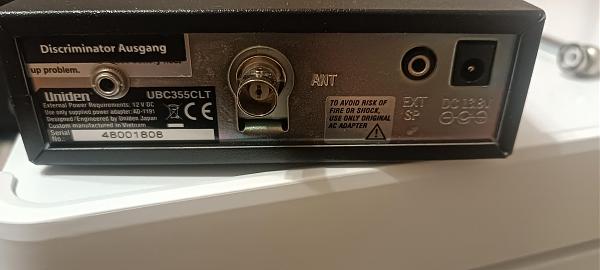 Discriminator Ausgang
up problem.
Uniden UBC355CLT
External Power Requirements: 12 V DC
Use only supplied power adapter: AD-1191
Designed / Engineered by Uniden Japan
Custom manufactured in Vietnam
Serial
No.: 48001808
CE
ANT
TO AVOID RISK OF
FIRE OR SHOCK,
USE ONLY ORIGINAL
AC ADAPTER
EXT
SP
DC 13.8V